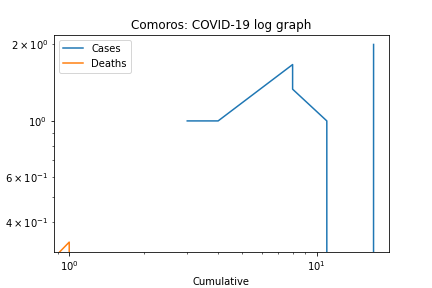 Comoros: COVID-19 log graph
Cases
Deaths
2 × 10⁰
10⁰
6 × 10⁻¹
4 × 10⁻¹
10⁰ 10¹
Cumulative